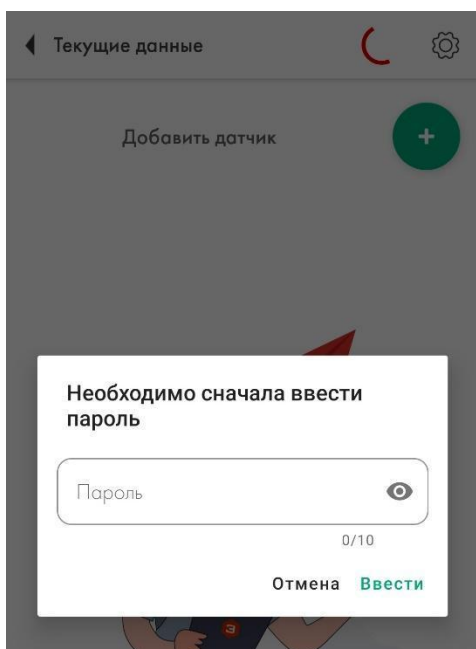 Текущие данные
Добавить датчик
+
Необходимо сначала ввести
пароль
Пароль
0/10
Отмена Ввести
З